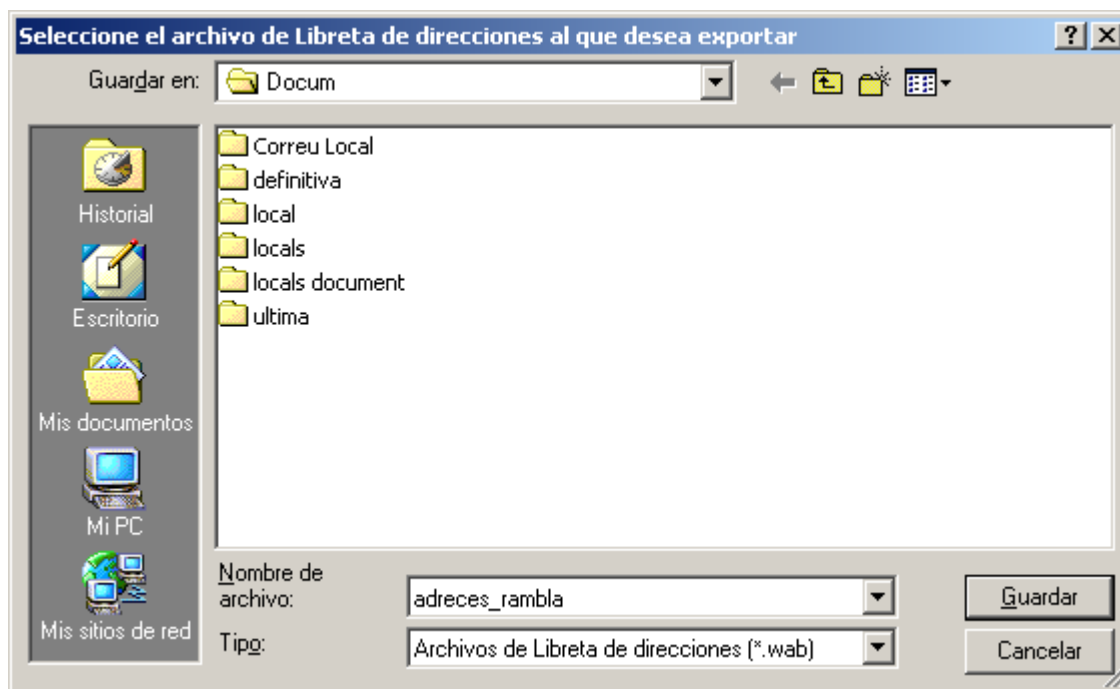 Seleccione el archivo de Libreta de direcciones al que desea exportar
Guardar en:
Docum
Historial
Escritorio
Mis documentos
Mi PC
Mis sitios de red
Correu Local
definitiva
local
locals
locals document
ultima
Nombre de
archivo:
adreces_rambla
Guardar
Tipo:
Archivos de Libreta de direcciones (*.wab)
Cancelar